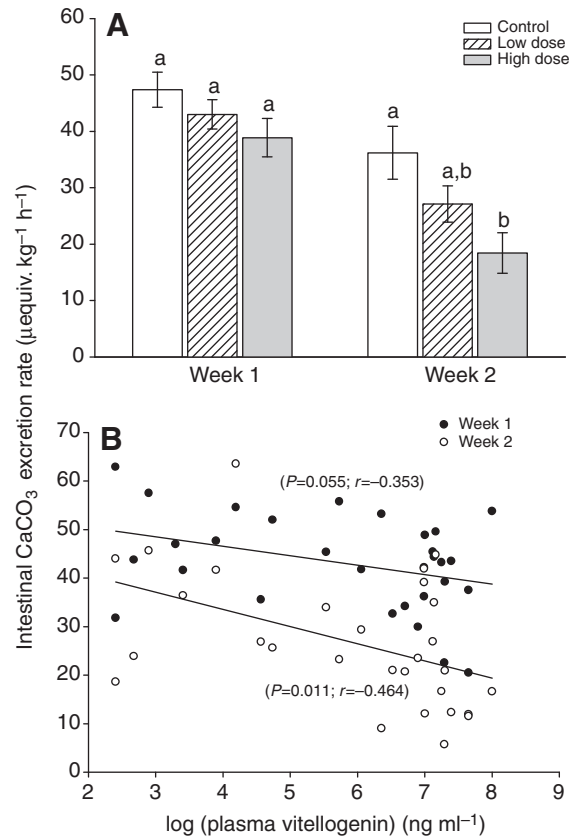 A
Control
Low dose
High dose
60
50
40
30
20
10
0
a
a
a
a
a,b
b
Week 1
Week 2
Intestinal CaCO₃ excretion rate (µequiv. kg⁻¹ h⁻¹)
B
Week 1
Week 2
70
60
50
40
30
20
10
0
(P=0.055; r=–0.353)
(P=0.011; r=–0.464)
2 3 4 5 6 7 8 9
log (plasma vitellogenin) (ng ml⁻¹)